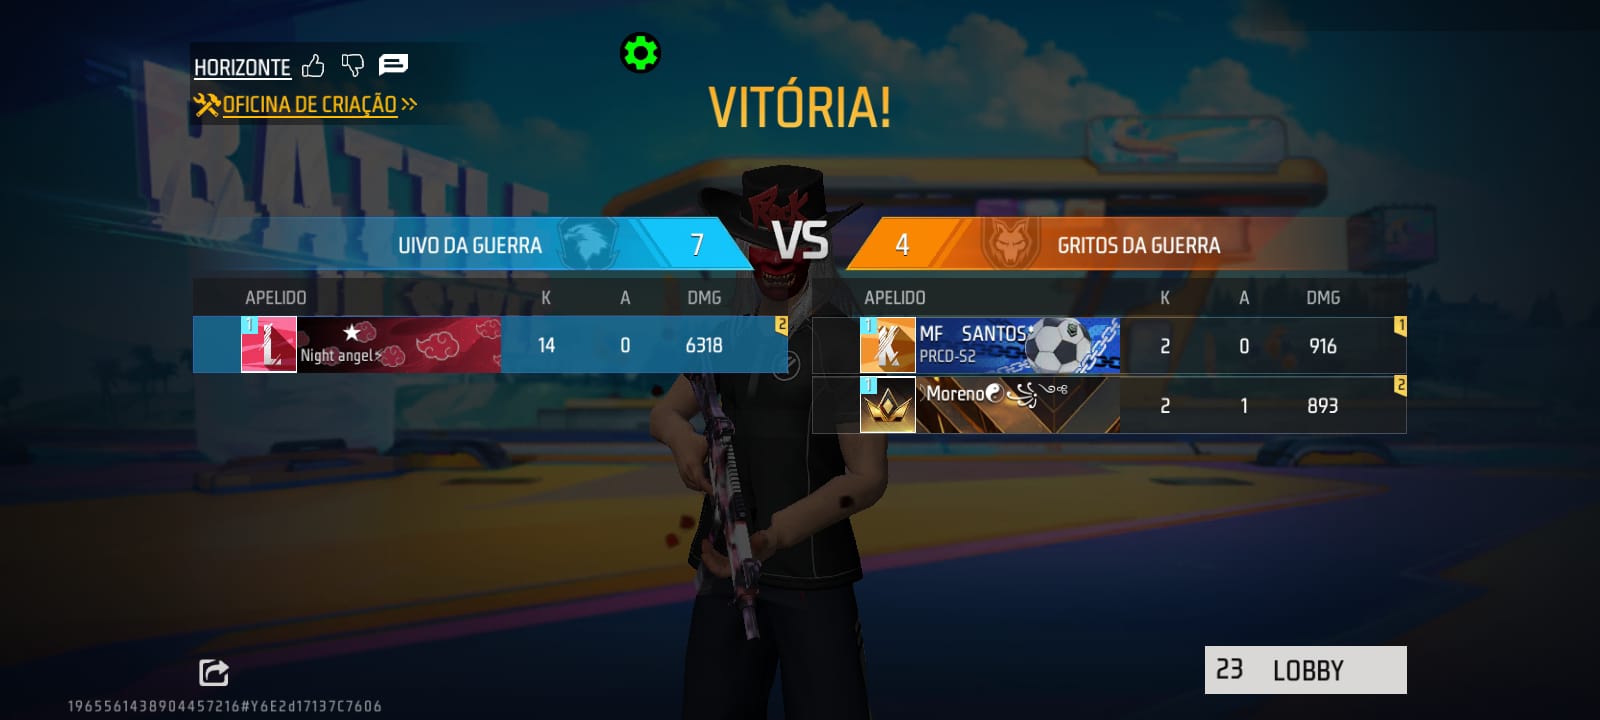 HORIZONTE
OFICINA DE CRIAÇÃO >>
VITÓRIA!
BATTLE
Rock
UIVO DA GUERRA 7 VS 4 GRITOS DA GUERRA
APELIDO K A DMG
1 L ★ Night angel⚡ 14 0 6318 2
APELIDO K A DMG
1 K MF SANTOS 2 0 916 1
PRCD-S2
1 Moreno☯ 2 1 893 2
23 LOBBY
1965561438904457216#Y6E2d17137C7606